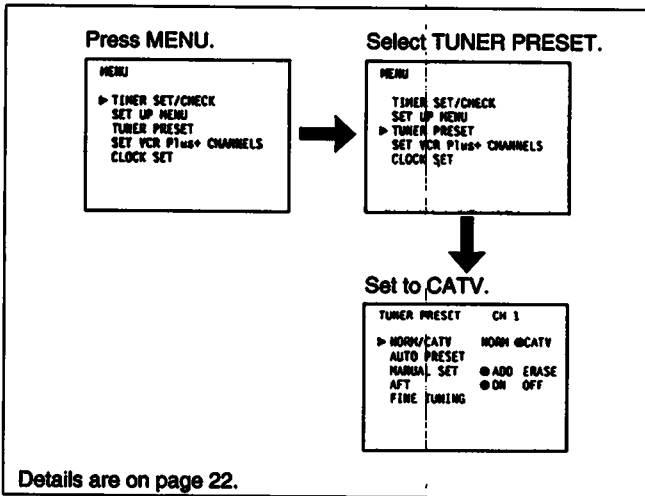 Press MENU.
MENU
▶ TIMER SET/CHECK
SET UP MENU
TUNER PRESET
SET VCR Plus+ CHANNELS
CLOCK SET
Select TUNER PRESET.
MENU
TIMER SET/CHECK
SET UP MENU
▶ TUNER PRESET
SET VCR Plus+ CHANNELS
CLOCK SET
Set to CATV.
TUNER PRESET CH 1
▶ NORM/CATV NORM ●CATV
AUTO PRESET
MANUAL SET ●ADD ERASE
AFT ●ON OFF
FINE TUNING
Details are on page 22.